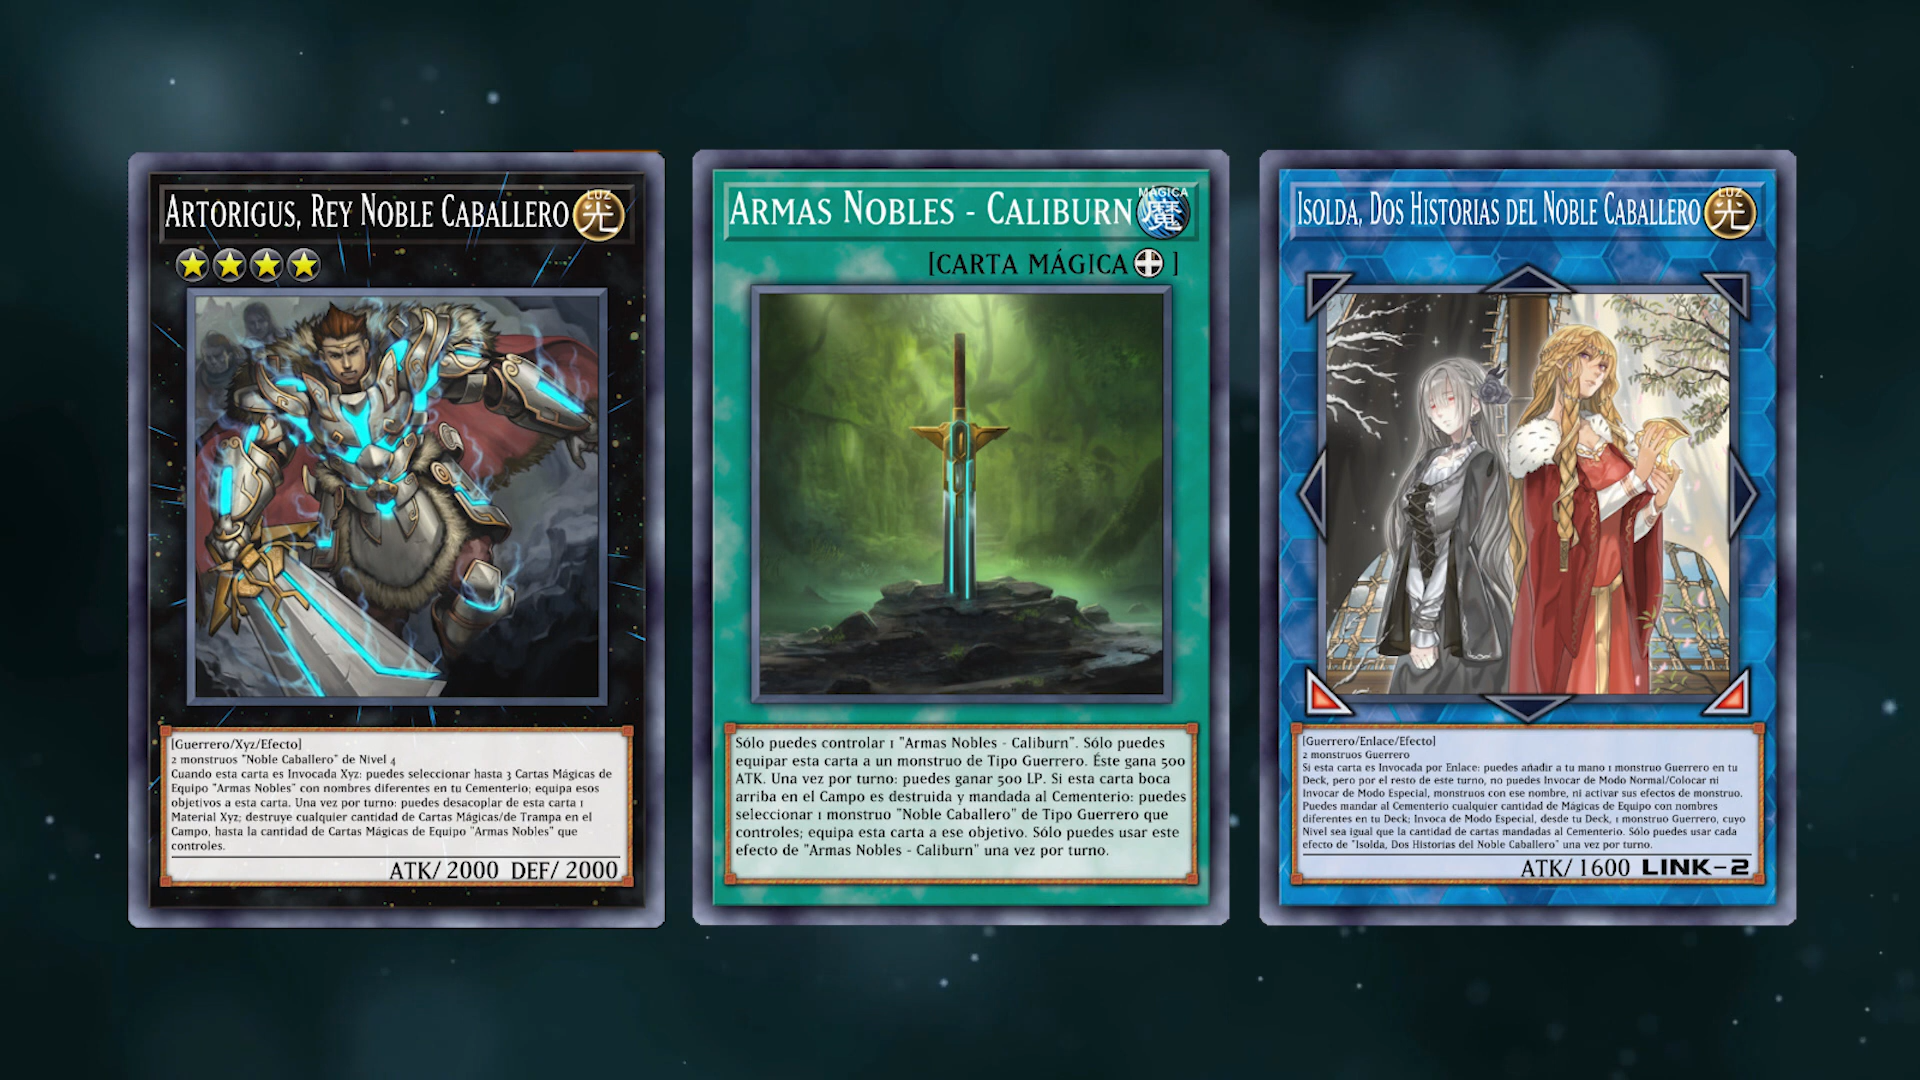 ARTORIGUS, REY NOBLE CABALLERO
LUZ
光
[Guerrero/Xyz/Efecto]
2 monstruos "Noble Caballero" de Nivel 4
Cuando esta carta es Invocada Xyz: puedes seleccionar hasta 3 Cartas Mágicas de
Equipo "Armas Nobles" con nombres diferentes en tu Cementerio; equipa esos
objetivos a esta carta. Una vez por turno: puedes desacoplar de esta carta 1
Material Xyz; destruye cualquier cantidad de Cartas Mágicas/de Trampa en el
Campo, hasta la cantidad de Cartas Mágicas de Equipo "Armas Nobles" que
controles.
ATK/ 2000 DEF/ 2000
ARMAS NOBLES - CALIBURN
MÁGICA
魔
[CARTA MÁGICA ]
Sólo puedes controlar 1 "Armas Nobles - Caliburn". Sólo puedes
equipar esta carta a un monstruo de Tipo Guerrero. Éste gana 500
ATK. Una vez por turno: puedes ganar 500 LP. Si esta carta boca
arriba en el Campo es destruida y mandada al Cementerio: puedes
seleccionar 1 monstruo "Noble Caballero" de Tipo Guerrero que
controles; equipa esta carta a ese objetivo. Sólo puedes usar este
efecto de "Armas Nobles - Caliburn" una vez por turno.
ISOLDA, DOS HISTORIAS DEL NOBLE CABALLERO
LUZ
光
[Guerrero/Enlace/Efecto]
2 monstruos Guerrero
Si esta carta es Invocada por Enlace: puedes añadir a tu mano 1 monstruo Guerrero en tu
Deck, pero por el resto de este turno, no puedes Invocar de Modo Normal/Colocar ni
Invocar de Modo Especial, monstruos con ese nombre, ni activar sus efectos de monstruo.
Puedes mandar al Cementerio cualquier cantidad de Mágicas de Equipo con nombres
diferentes en tu Deck; Invoca de Modo Especial, desde tu Deck, 1 monstruo Guerrero, cuyo
Nivel sea igual que la cantidad de cartas mandadas al Cementerio. Sólo puedes usar cada
efecto de "Isolda, Dos Historias del Noble Caballero" una vez por turno.
ATK/ 1600 LINK-2